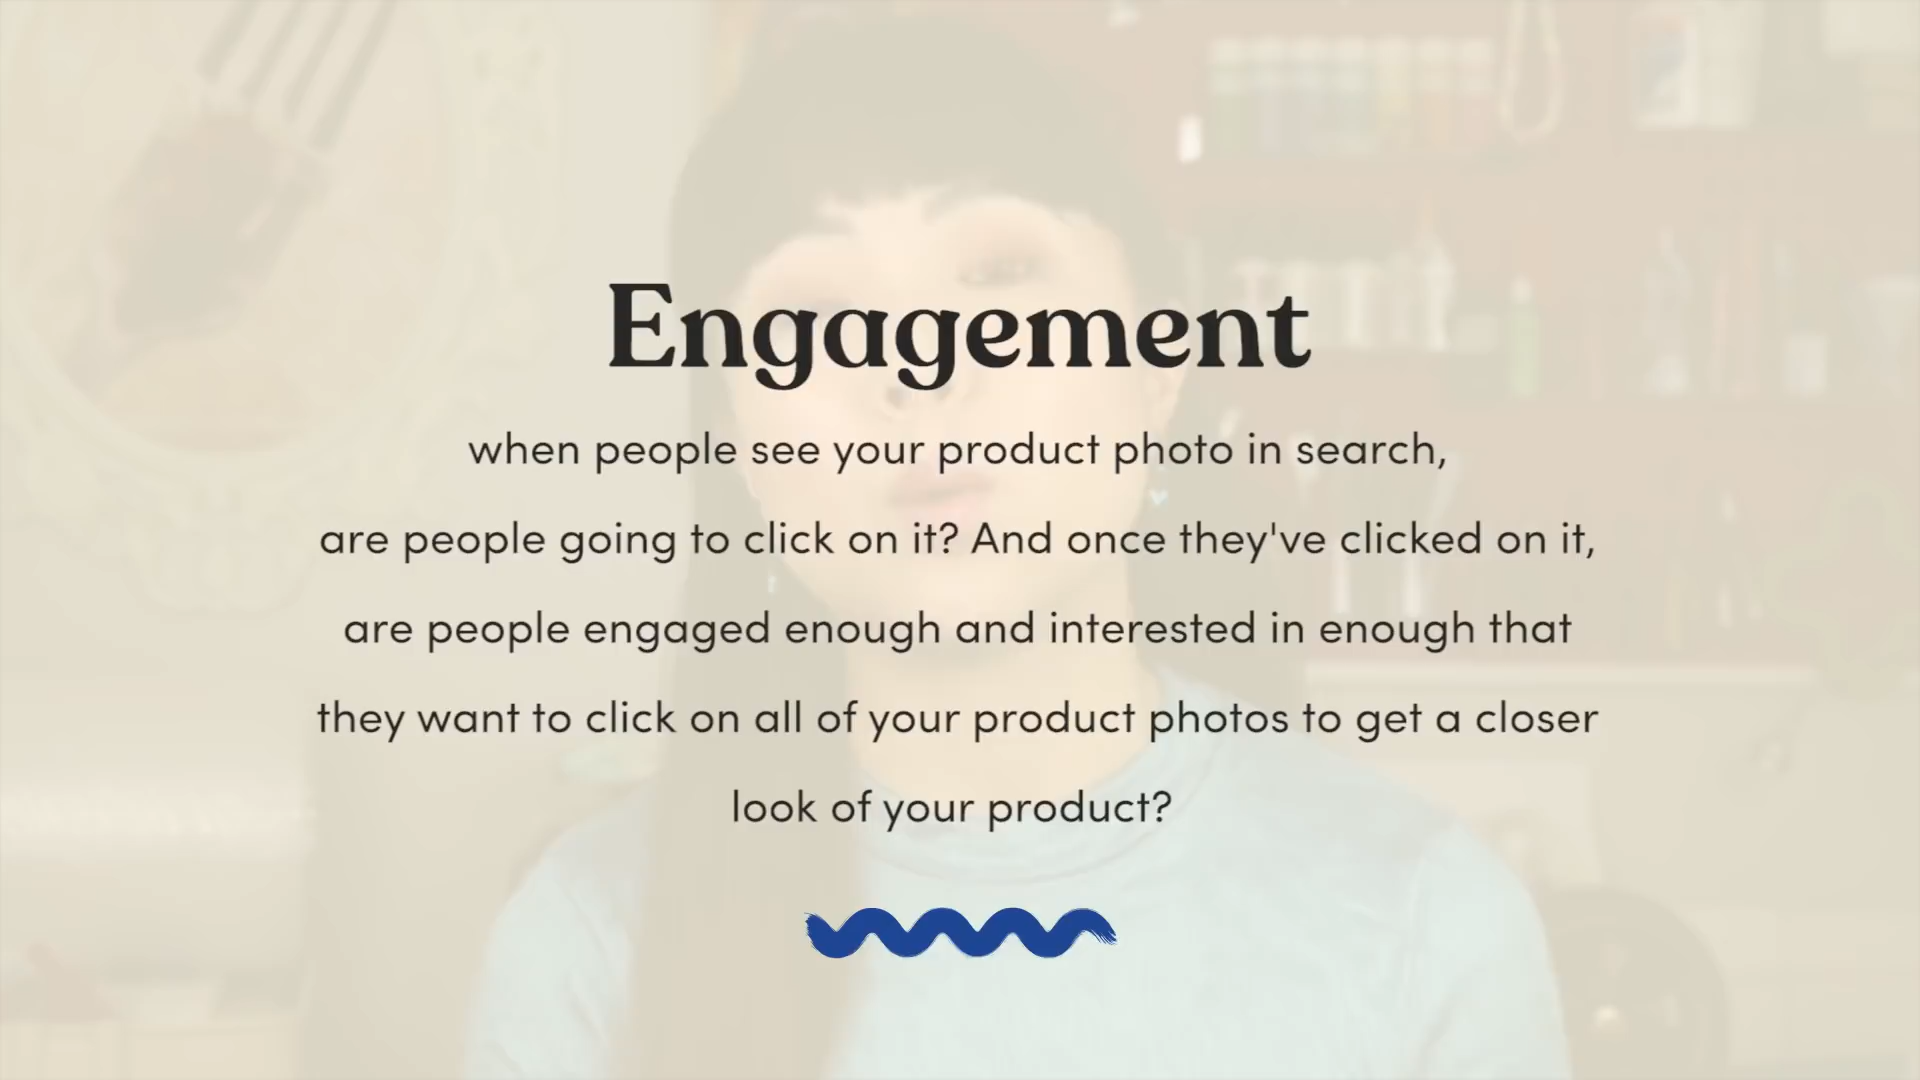 Engagement
when people see your product photo in search,
are people going to click on it? And once they've clicked on it,
are people engaged enough and interested in enough that
they want to click on all of your product photos to get a closer
look of your product?